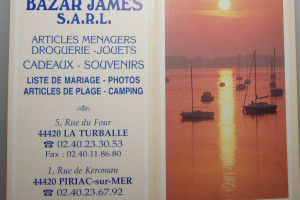 BAZAR JAMES
S.A.R.L.
ARTICLES MENAGERS
DROGUERIE -JOUETS
CADEAUX - SOUVENIRS
LISTE DE MARIAGE - PHOTOS
ARTICLES DE PLAGE - CAMPING
5, Rue du Four
44420 LA TURBALLE
☎ 02.40.23.30.53
Fax : 02.40.11.86.80
1, Rue de Keroman
44420 PIRIAC-sur-MER
☎ 02.40.23.67.92